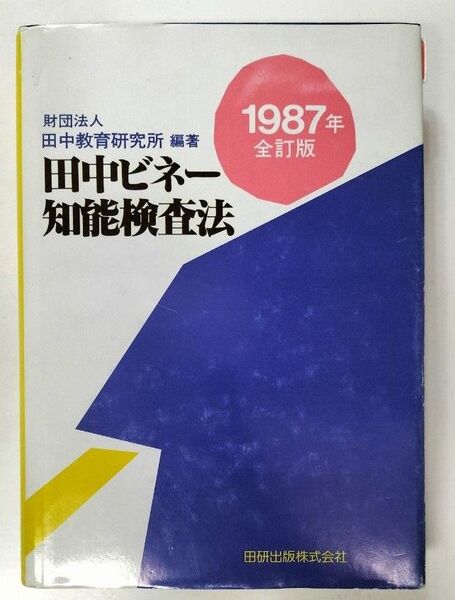 1987年
全訂版
財団法人
田中教育研究所 編著
田中ビネー
知能検査法
田研出版株式会社